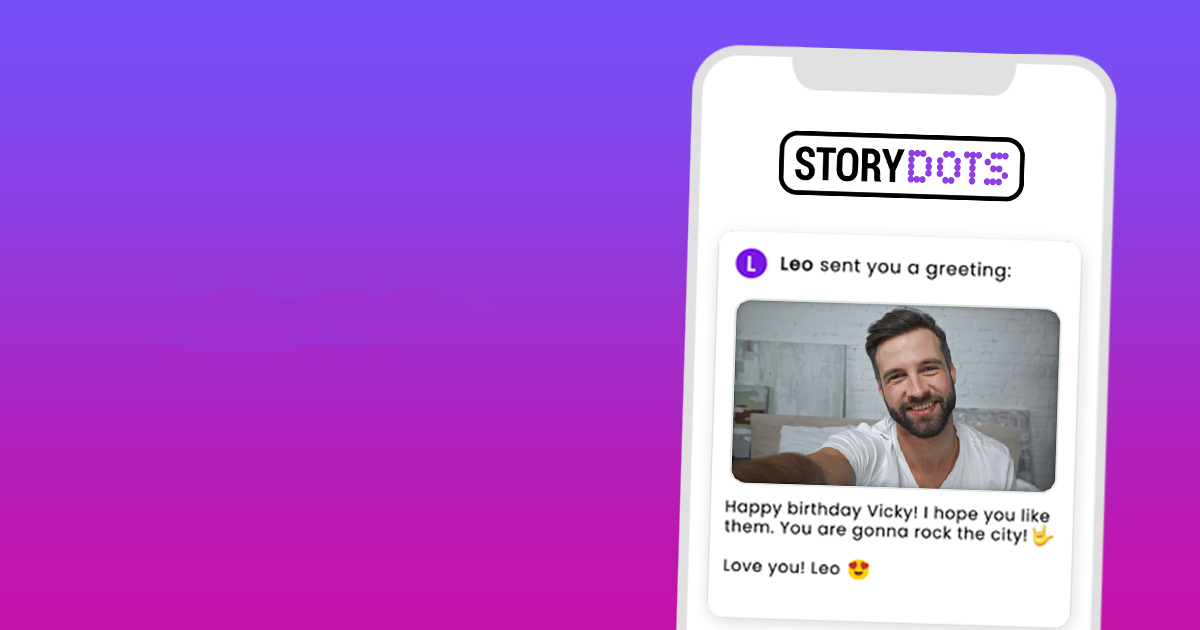 STORYDOTS
L
Leo sent you a greeting:
Happy birthday Vicky! I hope you like
them. You are gonna rock the city! 🤟
Love you! Leo 😍